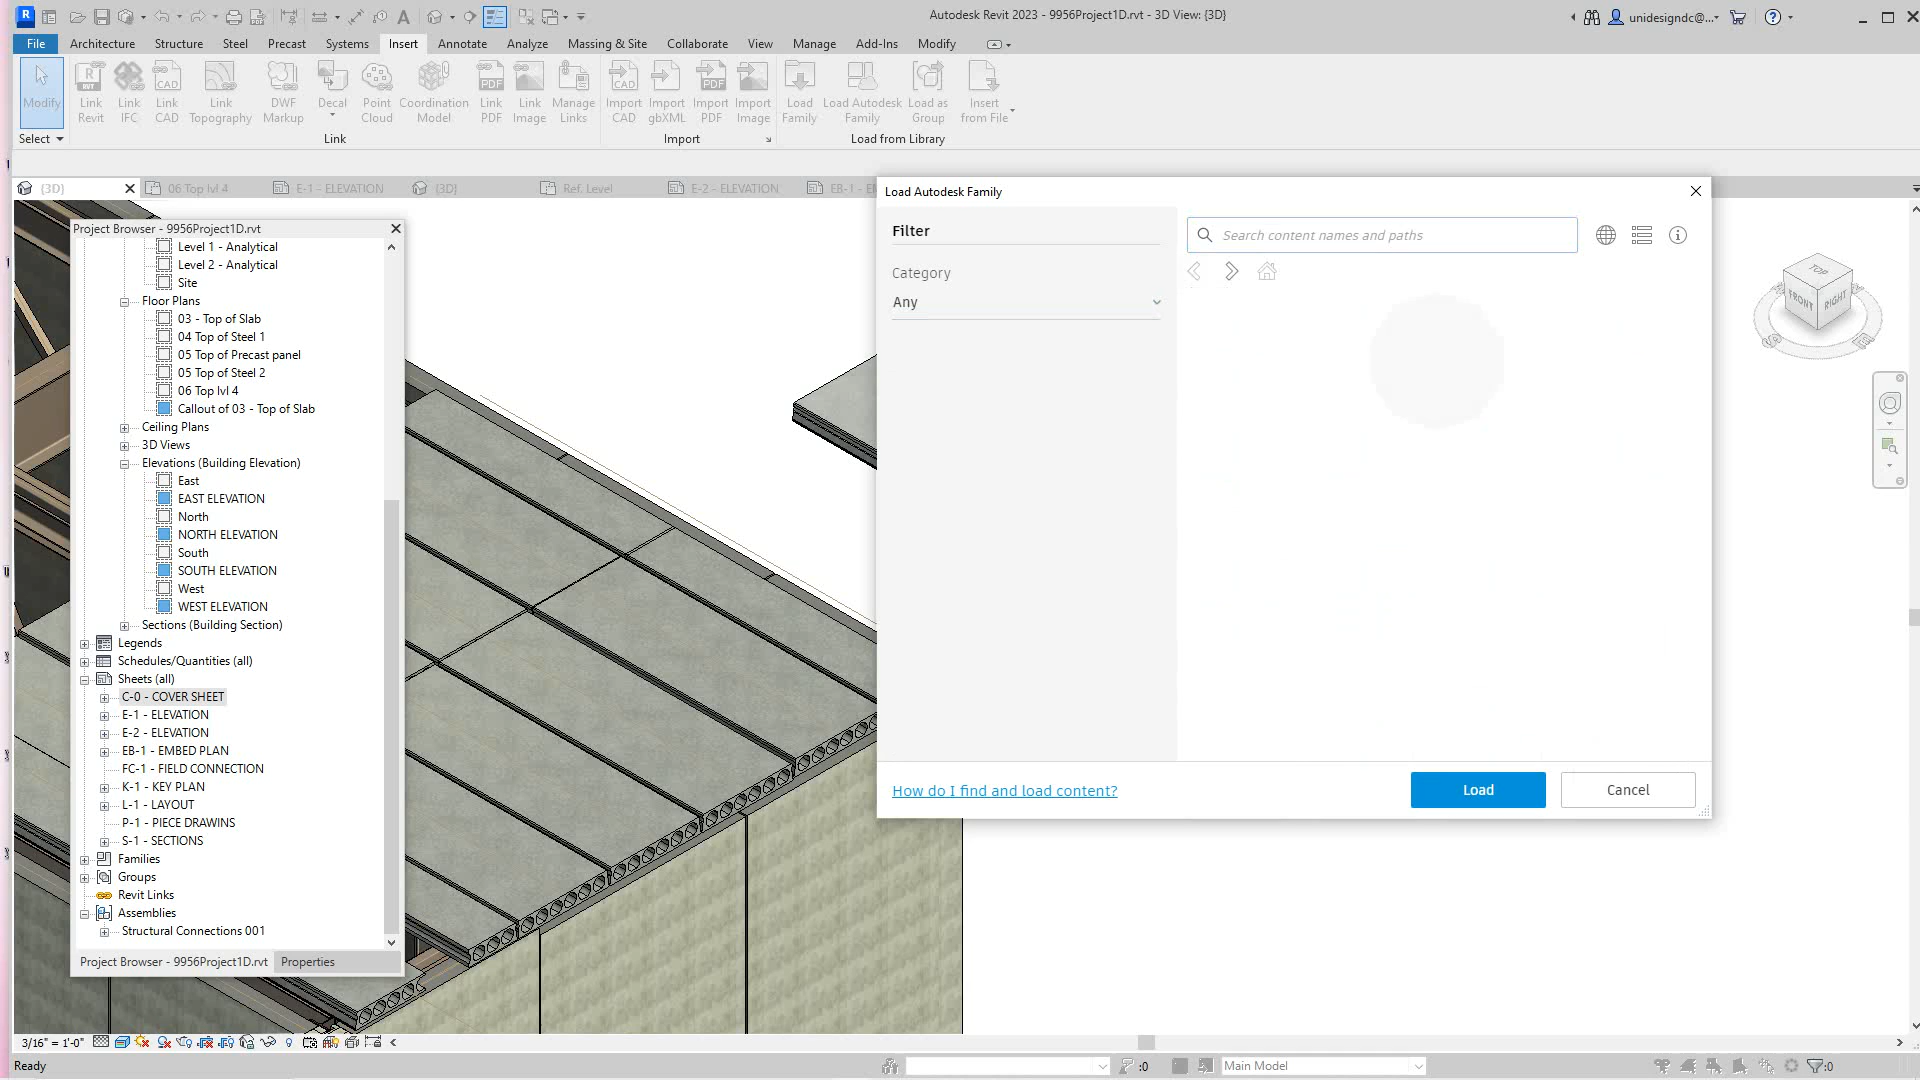 Autodesk Revit 2023 - 9956Project1D.rvt - 3D View: {3D}
unidesigndc@...
File Architecture Structure Steel Precast Systems Insert Annotate Analyze Massing & Site Collaborate View Manage Add-Ins Modify
Modify
Link Revit
Link IFC
Link CAD
Link Topography
DWF Markup
Decal
Point Cloud
Coordination Model
Link PDF
Link Image
Manage Links
Import CAD
Import gbXML
Import PDF
Import Image
Load Family
Load Autodesk Family
Load as Group
Insert from File
Select
Link
Import
Load from Library
{3D}
06 Top lvl 4
E-1 - ELEVATION
{3D}
Ref. Level
E-2 - ELEVATION
Project Browser - 9956Project1D.rvt
Level 1 - Analytical
Level 2 - Analytical
Site
Floor Plans
03 - Top of Slab
04 Top of Steel 1
05 Top of Precast panel
05 Top of Steel 2
06 Top lvl 4
Callout of 03 - Top of Slab
Ceiling Plans
3D Views
Elevations (Building Elevation)
East
EAST ELEVATION
North
NORTH ELEVATION
South
SOUTH ELEVATION
West
WEST ELEVATION
Sections (Building Section)
Legends
Schedules/Quantities (all)
Sheets (all)
C-0 - COVER SHEET
E-1 - ELEVATION
E-2 - ELEVATION
EB-1 - EMBED PLAN
FC-1 - FIELD CONNECTION
K-1 - KEY PLAN
L-1 - LAYOUT
P-1 - PIECE DRAWINS
S-1 - SECTIONS
Families
Groups
Revit Links
Assemblies
Structural Connections 001
Project Browser - 9956Project1D.rvt
Properties
Load Autodesk Family
Filter
Category
Any
Search content names and paths
How do I find and load content?
Load
Cancel
TOP
FRONT
RIGHT
3/16" = 1'-0"
Ready
:0
Main Model
:0